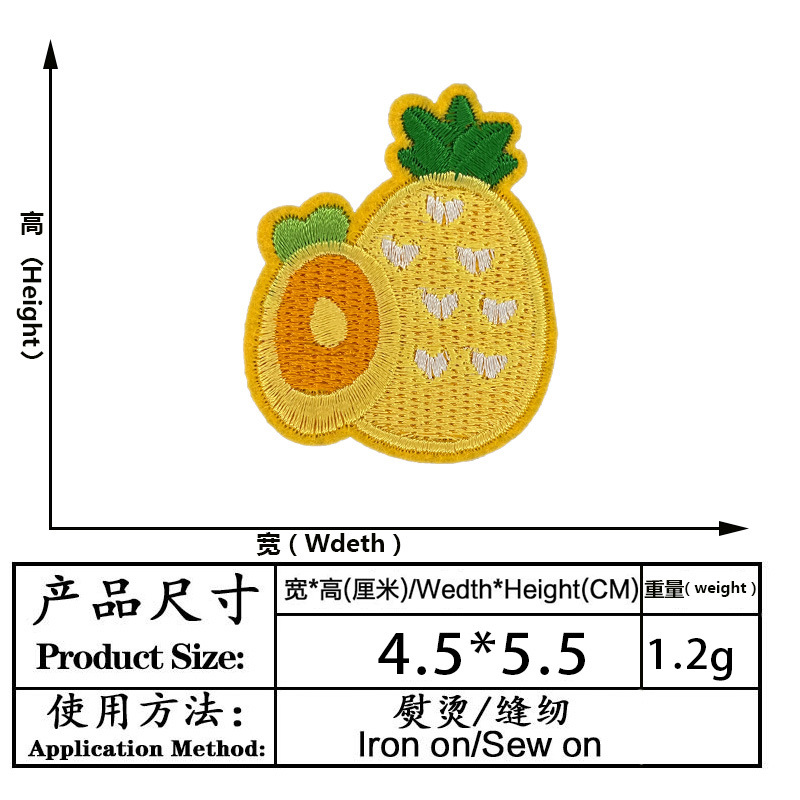 高（Height）
宽（Wdeth）
产品尺寸
Product Size:
宽*高(厘米)/Wedth*Height(CM)
重量( weight )
4.5*5.5
1.2g
使用方法：
Application Method:
熨烫/缝纫
Iron on/Sew on